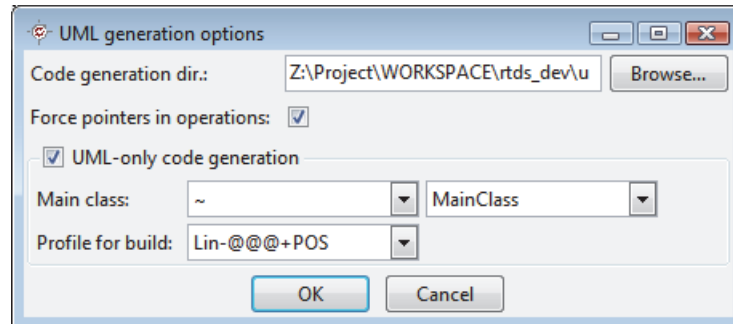 UML generation options
Code generation dir.: Z:\Project\WORKSPACE\rtds_dev\u Browse...
Force pointers in operations:
UML-only code generation
Main class: ~ MainClass
Profile for build: Lin-@@@+POS
OK Cancel